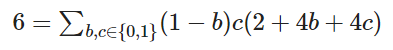 6 = ∑_{b,c∈{0,1}} (1 − b)c(2 + 4b + 4c)